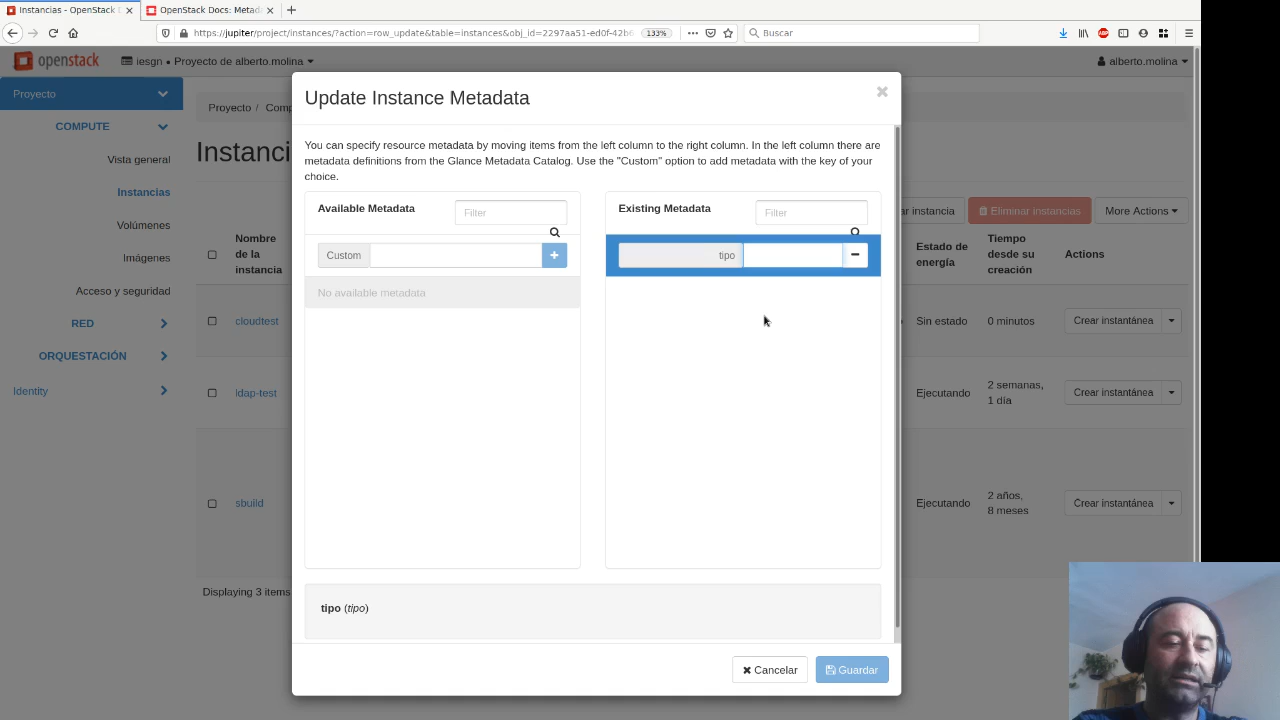 Instancias - OpenStack
OpenStack Docs: Metad
https://jupiter/project/instances/?action=row_update&table=instances&obj_id=2297aa51-ed0f-42b6
133%
Buscar
openstack
iesgn • Proyecto de alberto.molina
alberto.molina
Proyecto
COMPUTE
Vista general
Instancias
Volúmenes
Imágenes
Acceso y seguridad
RED
ORQUESTACIÓN
Identity
Proyecto /
Instanci
ar instancia
Eliminar instancias
More Actions
Nombre de la instancia
Estado de energía
Tiempo desde su creación
Actions
cloudtest
Sin estado
0 minutos
Crear instantánea
ldap-test
Ejecutando
2 semanas, 1 día
Crear instantánea
sbuild
Ejecutando
2 años, 8 meses
Crear instantánea
Displaying 3 items
Update Instance Metadata
You can specify resource metadata by moving items from the left column to the right column. In the left column there are
metadata definitions from the Glance Metadata Catalog. Use the "Custom" option to add metadata with the key of your
choice.
Available Metadata
Filter
Custom
No available metadata
Existing Metadata
Filter
tipo
tipo (tipo)
Cancelar
Guardar